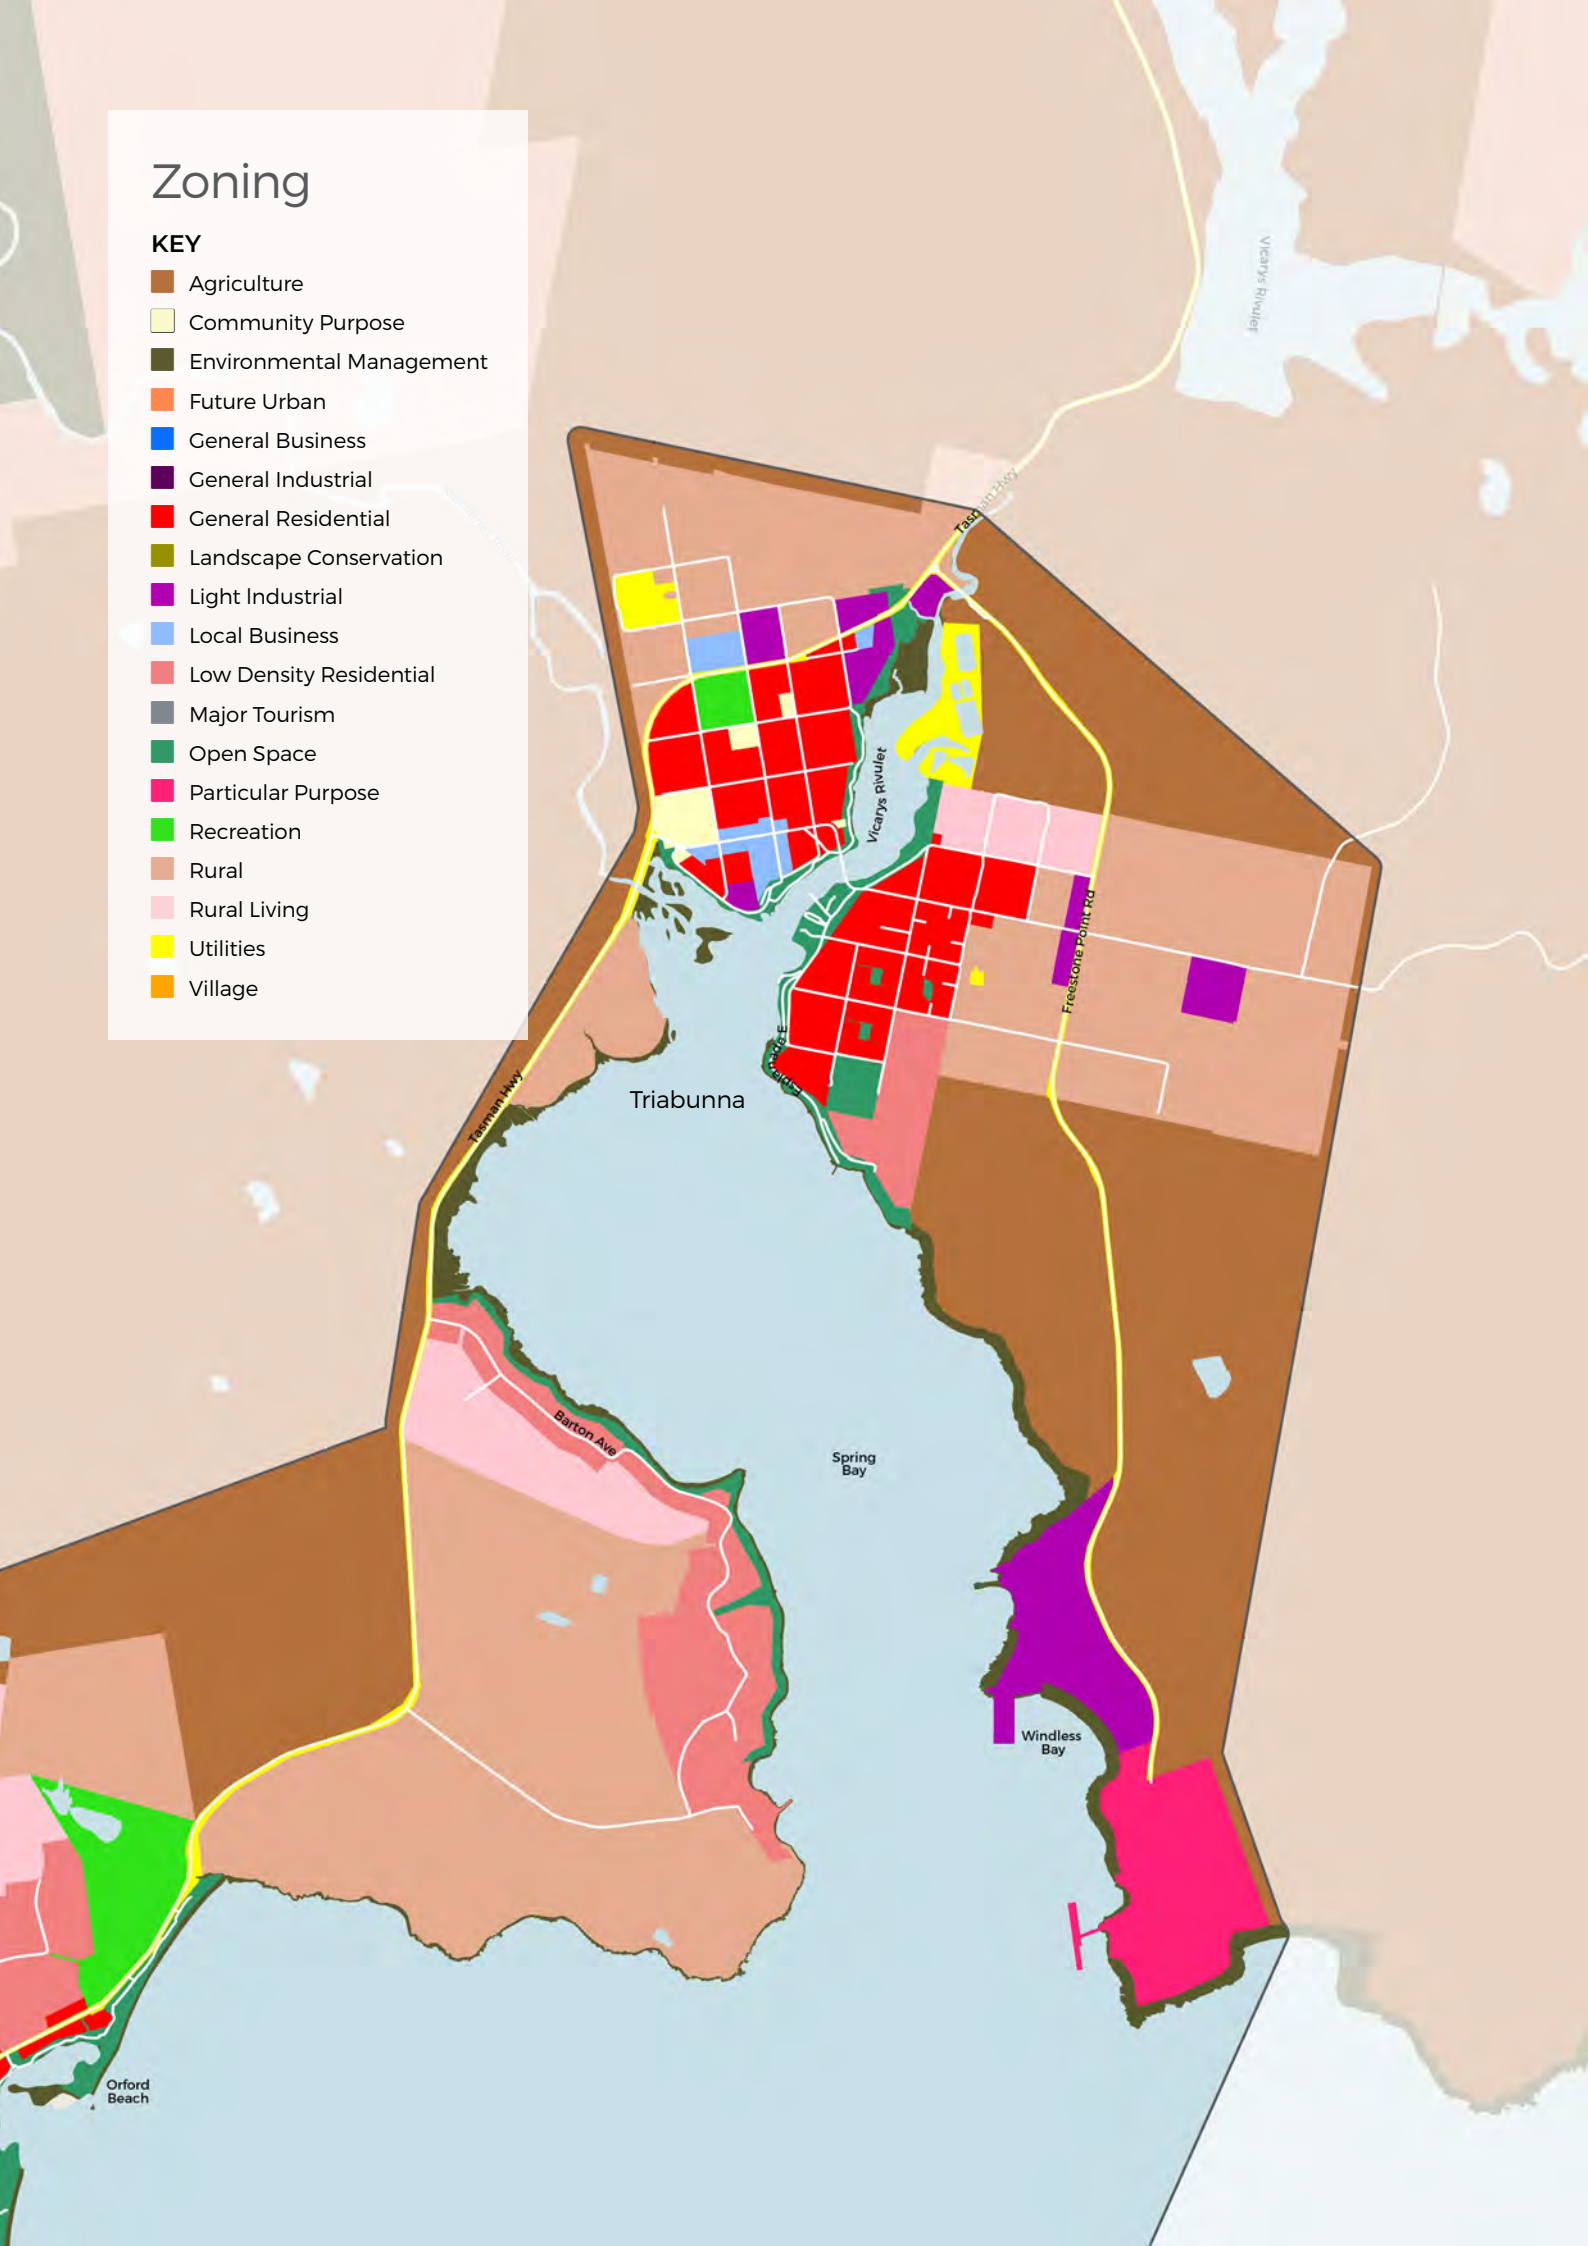 Zoning
KEY
Agriculture
Community Purpose
Environmental Management
Future Urban
General Business
General Industrial
General Residential
Landscape Conservation
Light Industrial
Local Business
Low Density Residential
Major Tourism
Open Space
Particular Purpose
Recreation
Rural
Rural Living
Utilities
Village
Vicarys Rivulet
Tasman Hwy
Vicarys Rivulet
Freestone Point Rd
Esplanade E
Triabunna
Tasman Hwy
Barton Ave
Spring
Bay
Windless
Bay
Orford
Beach